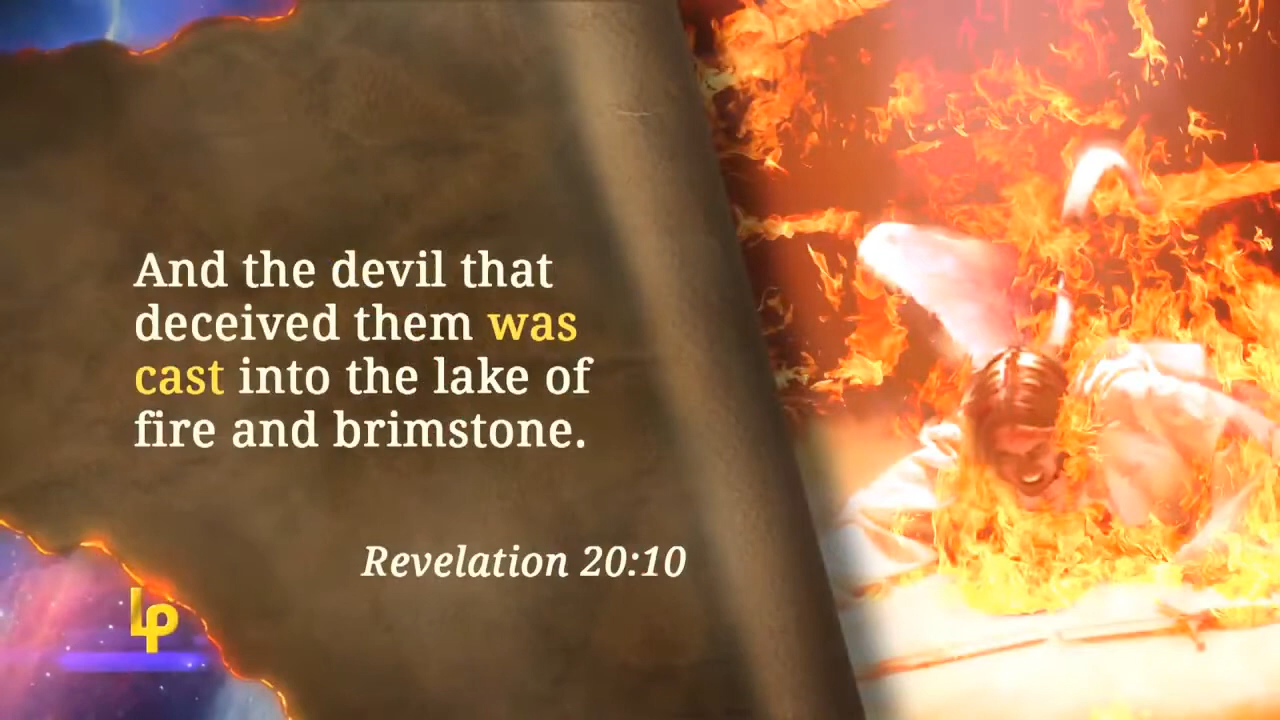 And the devil that
deceived them was
cast into the lake of
fire and brimstone.
Revelation 20:10
LP